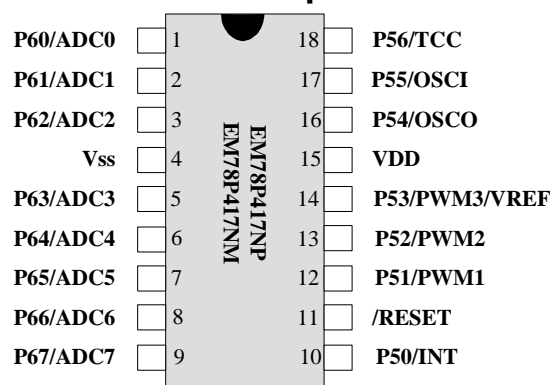 P60/ADC0 1 18 P56/TCC
P61/ADC1 2 17 P55/OSCI
P62/ADC2 3 16 P54/OSCO
Vss 4 15 VDD
P63/ADC3 5 14 P53/PWM3/VREF
P64/ADC4 6 13 P52/PWM2
P65/ADC5 7 12 P51/PWM1
P66/ADC6 8 11 /RESET
P67/ADC7 9 10 P50/INT
EM78P417NP
EM78P417NM